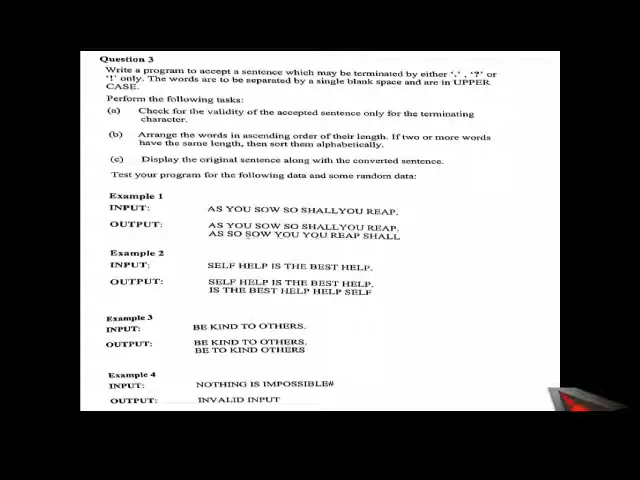 Question 3
Write a program to accept a sentence which may be terminated by either '.' , '?' or
'!' only. The words are to be separated by a single blank space and are in UPPER
CASE.
Perform the following tasks:
(a) Check for the validity of the accepted sentence only for the terminating
character.
(b) Arrange the words in ascending order of their length. If two or more words
have the same length, then sort them alphabetically.
(c) Display the original sentence along with the converted sentence.
Test your program for the following data and some random data:
Example 1
INPUT: AS YOU SOW SO SHALLYOU REAP.
OUTPUT: AS YOU SOW SO SHALLYOU REAP.
AS SO SOW YOU YOU REAP SHALL
Example 2
INPUT: SELF HELP IS THE BEST HELP.
OUTPUT: SELF HELP IS THE BEST HELP.
IS THE BEST HELP HELP SELF
Example 3
INPUT: BE KIND TO OTHERS.
OUTPUT: BE KIND TO OTHERS.
BE TO KIND OTHERS
Example 4
INPUT: NOTHING IS IMPOSSIBLE#
OUTPUT: INVALID INPUT